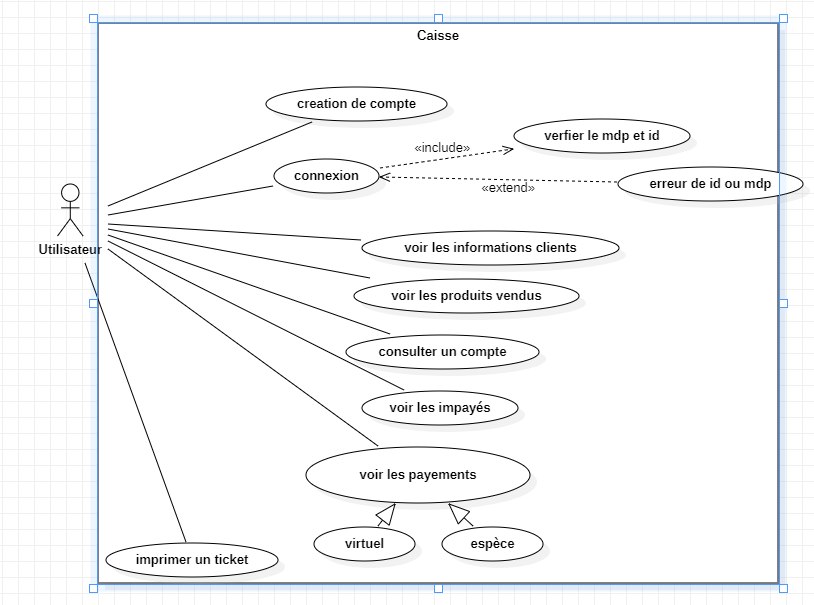 Caisse
creation de compte
verfier le mdp et id
«include»
connexion
erreur de id ou mdp
«extend»
Utilisateur
voir les informations clients
voir les produits vendus
consulter un compte
voir les impayés
voir les payements
virtuel
espèce
imprimer un ticket